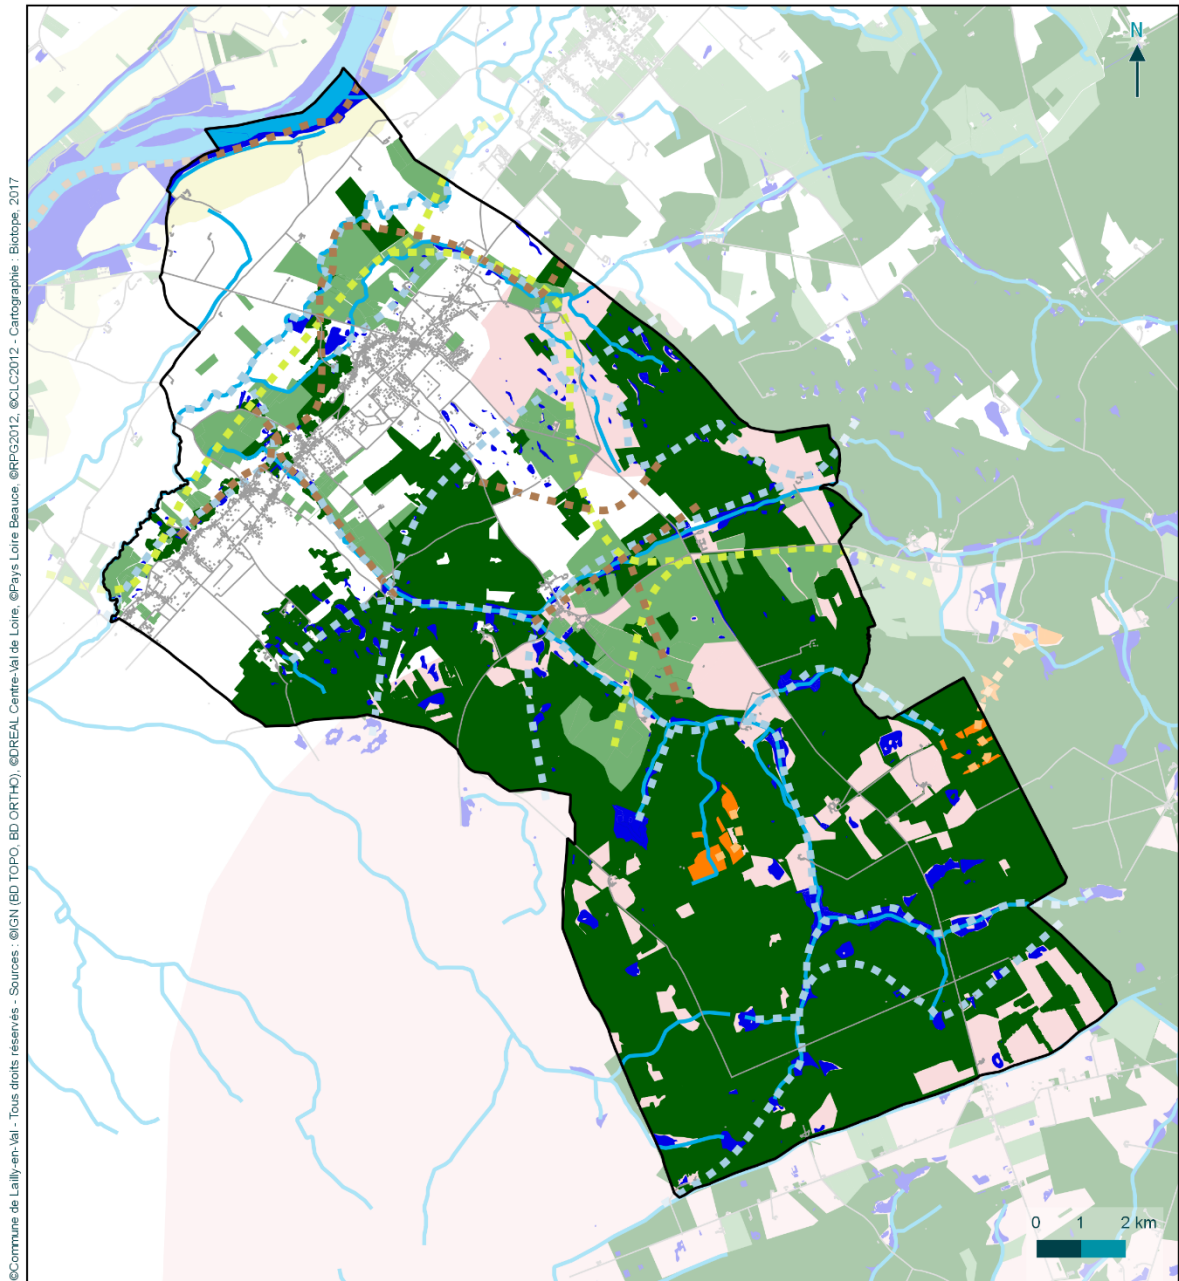 N
©Commune de Lailly-en-Val - Tous droits réservés - Sources : ©IGN (BD TOPO, BD ORTHO), ©DREAL Centre-Val de Loire, ©Pays Loire Beauce, ©RPG2012, ©CLC2012 - Cartographie : Biotope, 2017
0 1 2 km